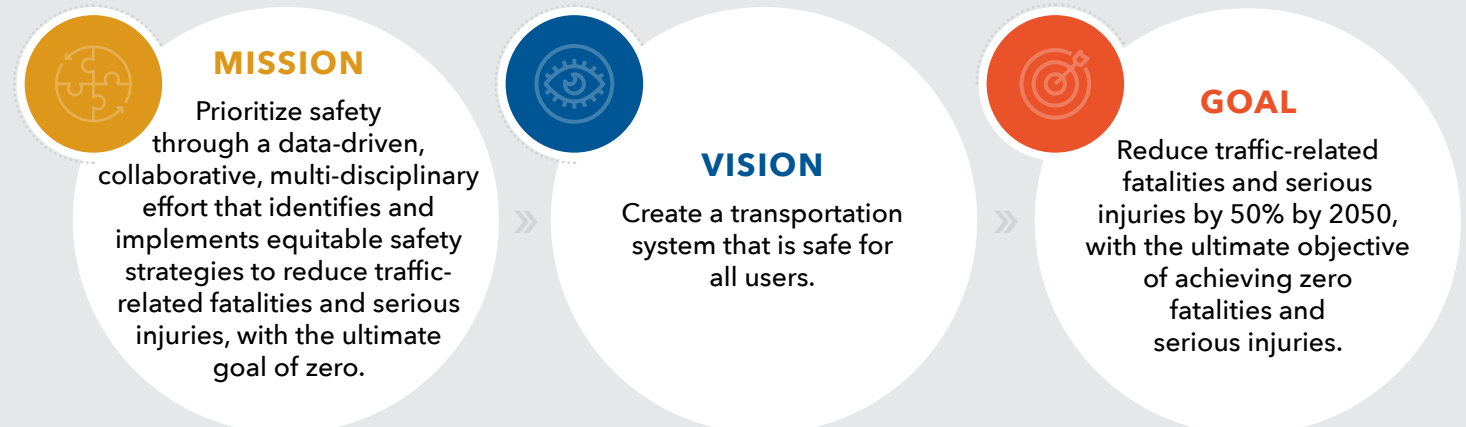 MISSION
Prioritize safety
through a data-driven,
collaborative, multi-disciplinary
effort that identifies and
implements equitable safety
strategies to reduce traffic-
related fatalities and serious
injuries, with the ultimate
goal of zero.
VISION
Create a transportation
system that is safe for
all users.
GOAL
Reduce traffic-related
fatalities and serious
injuries by 50% by 2050,
with the ultimate objective
of achieving zero
fatalities and
serious injuries.